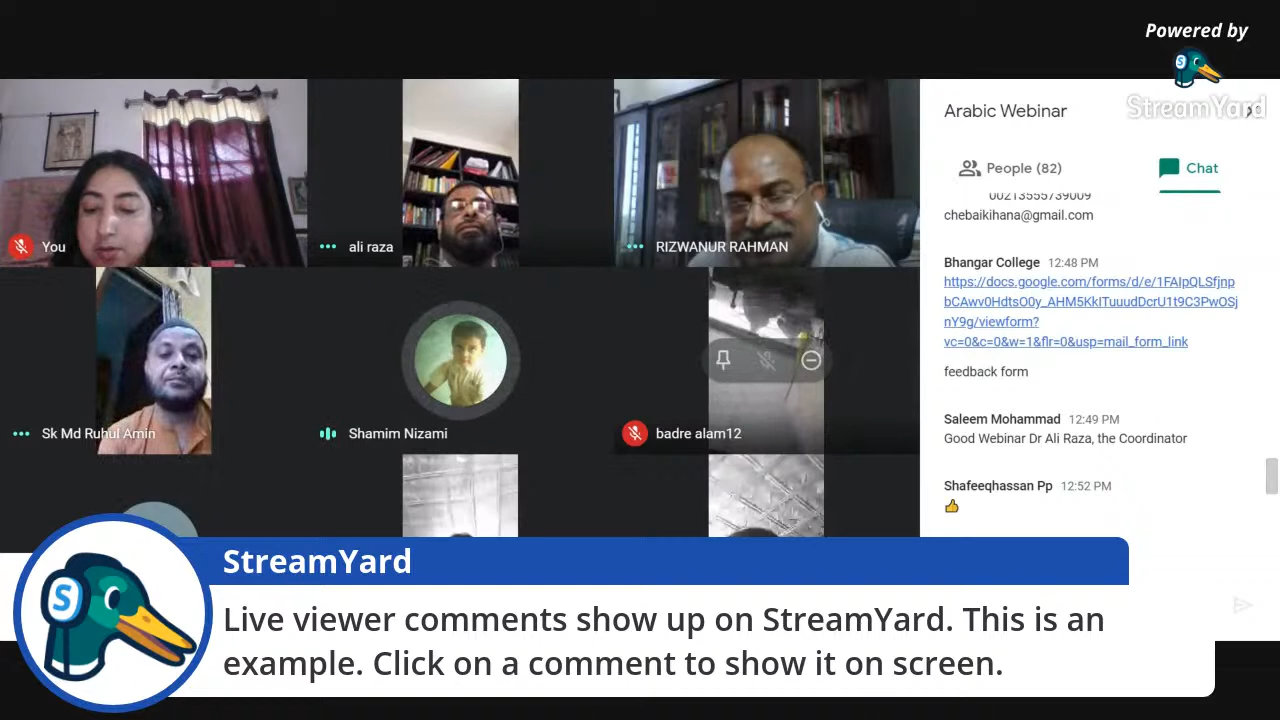 Powered by
StreamYard
Arabic Webinar
People (82)
Chat
00213555739009
chebaikihana@gmail.com
You
ali raza
RIZWANUR RAHMAN
Bhangar College 12:48 PM
https://docs.google.com/forms/d/e/1FAIpQLSfjnp
bCAwv0HdtsO0y_AHM5KkITuuudDcrU1t9C3PwOSj
nY9g/viewform?
vc=0&c=0&w=1&flr=0&usp=mail_form_link
feedback form
Sk Md Ruhul Amin
Shamim Nizami
badre alam12
Saleem Mohammad 12:49 PM
Good Webinar Dr Ali Raza, the Coordinator
Shafeeqhassan Pp 12:52 PM
👍
S
StreamYard
Live viewer comments show up on StreamYard. This is an
example. Click on a comment to show it on screen.